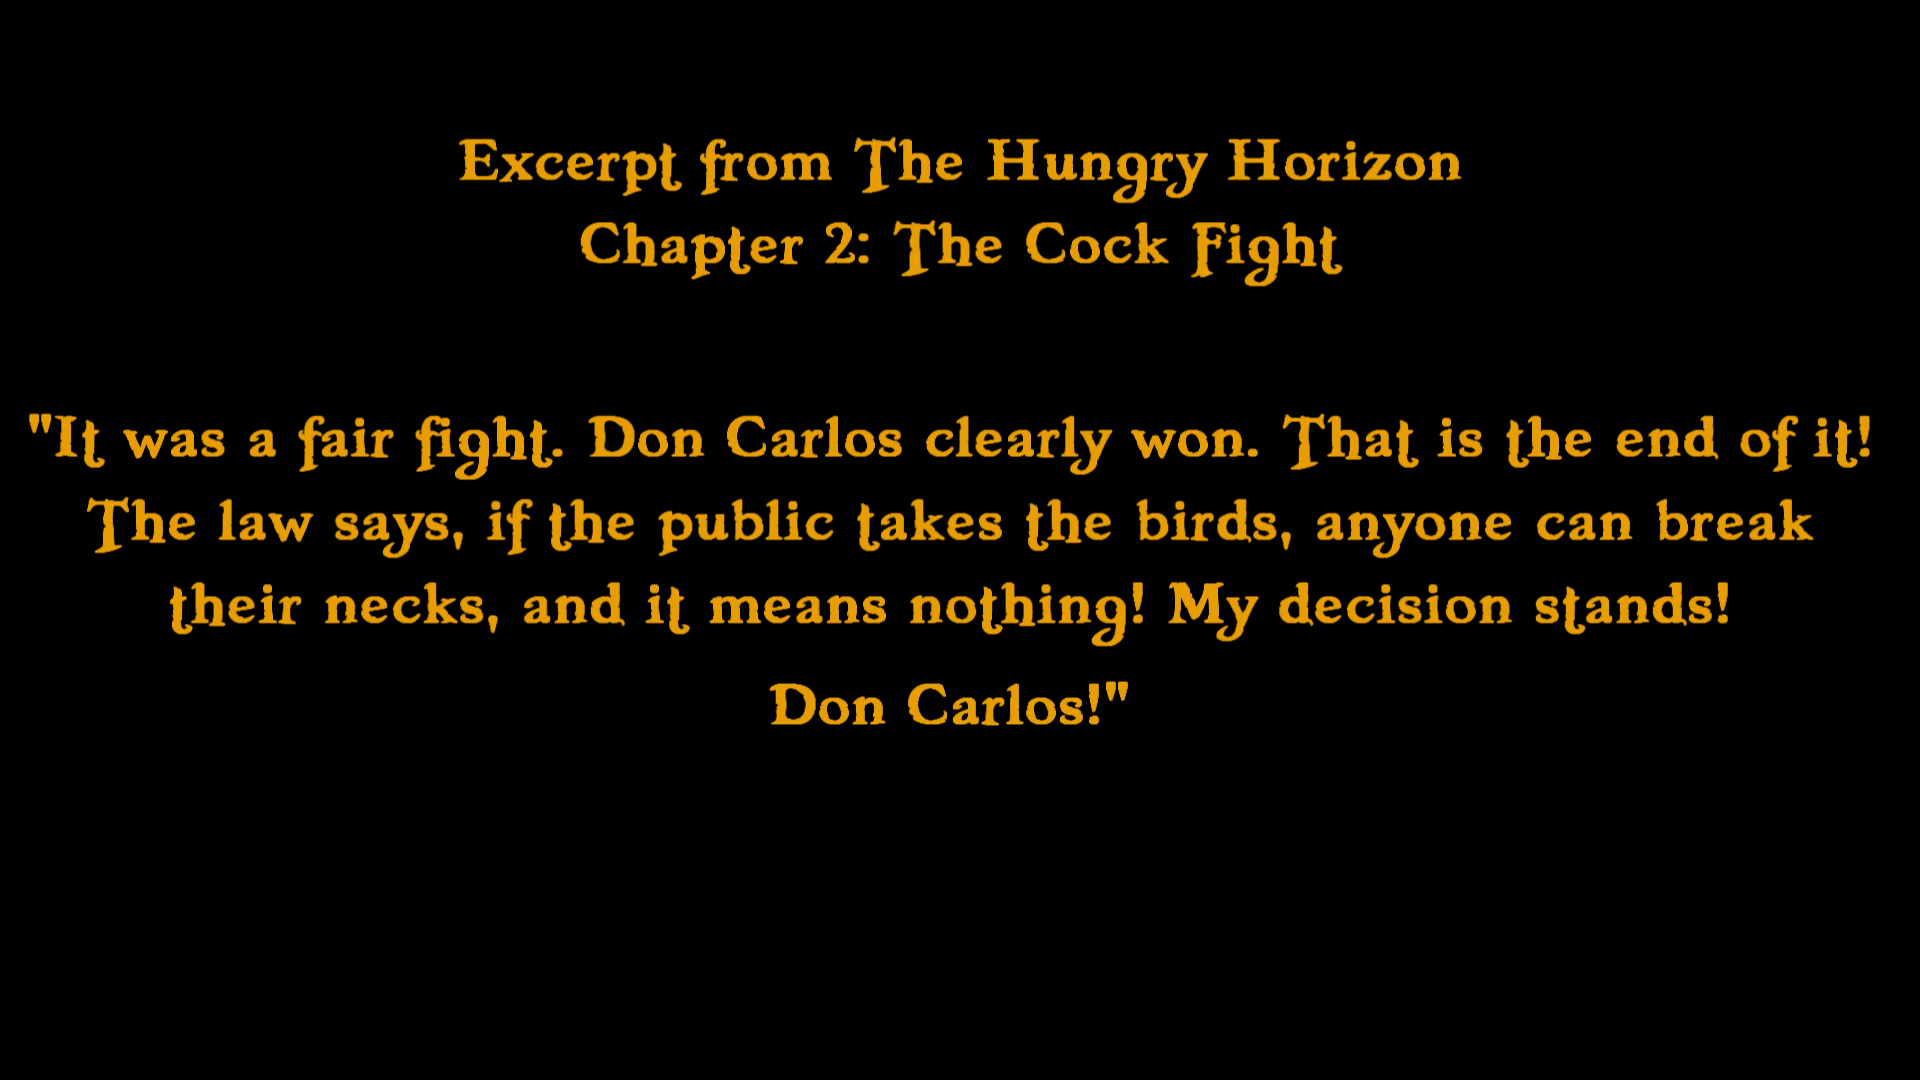 Excerpt from The Hungry Horizon
Chapter 2: The Cock Fight
"It was a fair fight. Don Carlos clearly won. That is the end of it!
The law says, if the public takes the birds, anyone can break
their necks, and it means nothing! My decision stands!
Don Carlos!"